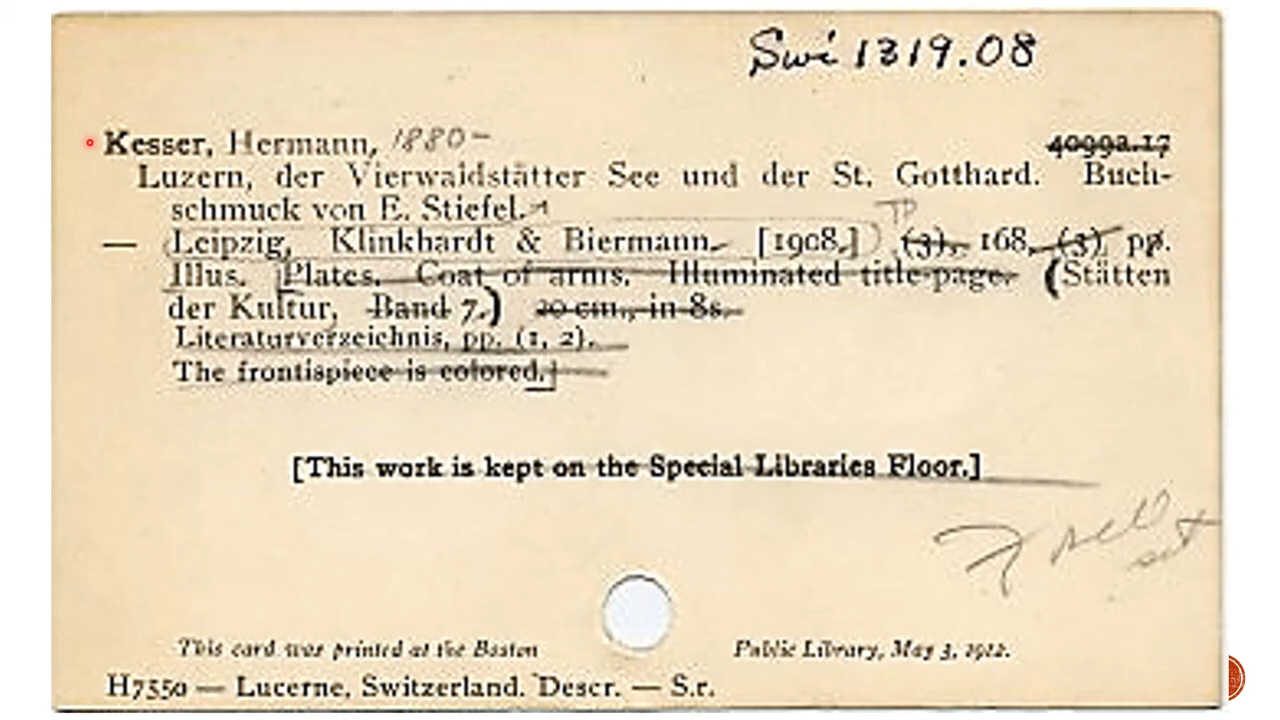 Swi 1319.08
Kesser, Hermann, 1880– 40992.17
Luzern, der Vierwaldstätter See und der St. Gotthard. Buch-
schmuck von E. Stiefel.
— Leipzig, Klinkhardt & Biermann. [1908.] (3), 168, (3) pp.
Illus. Plates. Coat of arms. Illuminated title-page. (Stätten
der Kultur, Band 7.) 20 cm., in 8s.
Literaturverzeichnis, pp. (1, 2).
The frontispiece is colored.]
[This work is kept on the Special Libraries Floor.]
This card was printed at the Boston Public Library, May 3, 1912.
H7550 — Lucerne, Switzerland. Descr. — S.r.